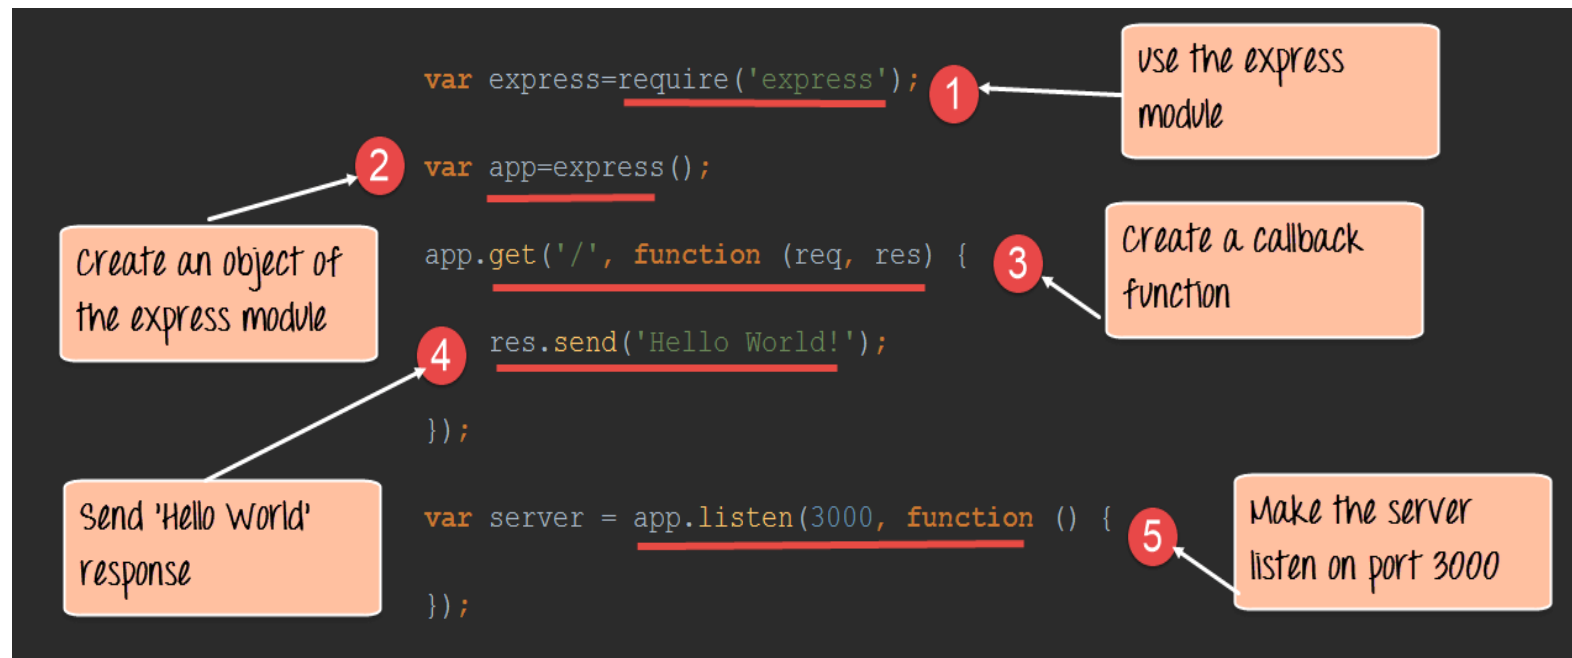 var express=require('express');
1
use the express
module
2
var app=express();
Create an object of
the express module
app.get('/', function (req, res) {
3
Create a callback
function
4
res.send('Hello World!');
});
Send 'Hello World'
response
var server = app.listen(3000, function () {
5
Make the server
listen on port 3000
});